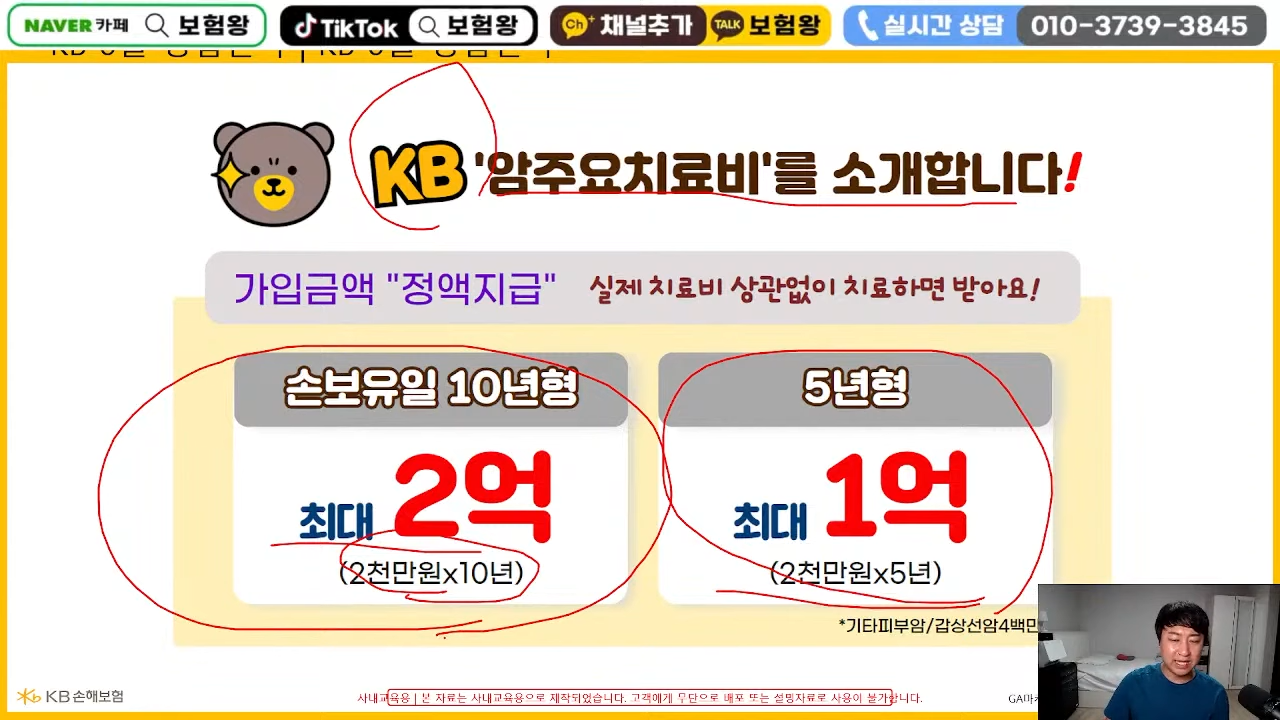 NAVER 카페 보험왕 TikTok 보험왕 Ch+ 채널추가 TALK 보험왕 실시간 상담 010-3739-3845
KB '암주요치료비'를 소개합니다!
가입금액 "정액지급" 실제 치료비 상관없이 치료하면 받아요!
손보유일 10년형
최대 2억
(2천만원x10년)
5년형
최대 1억
(2천만원x5년)
*기타피부암/갑상선암4백만
KB손해보험
사내교육용 | 본 자료는 사내교육용으로 제작되었습니다. 고객에게 무단으로 배포 또는 설명자료로 사용이 불가합니다.